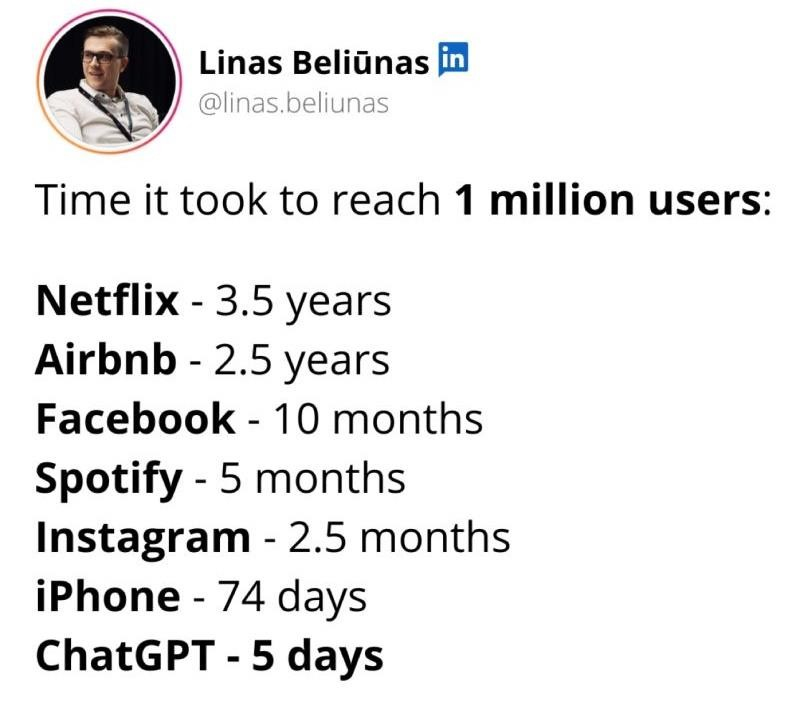 Linas Beliūnas in
@linas.beliunas
Time it took to reach 1 million users:
Netflix - 3.5 years
Airbnb - 2.5 years
Facebook - 10 months
Spotify - 5 months
Instagram - 2.5 months
iPhone - 74 days
ChatGPT - 5 days